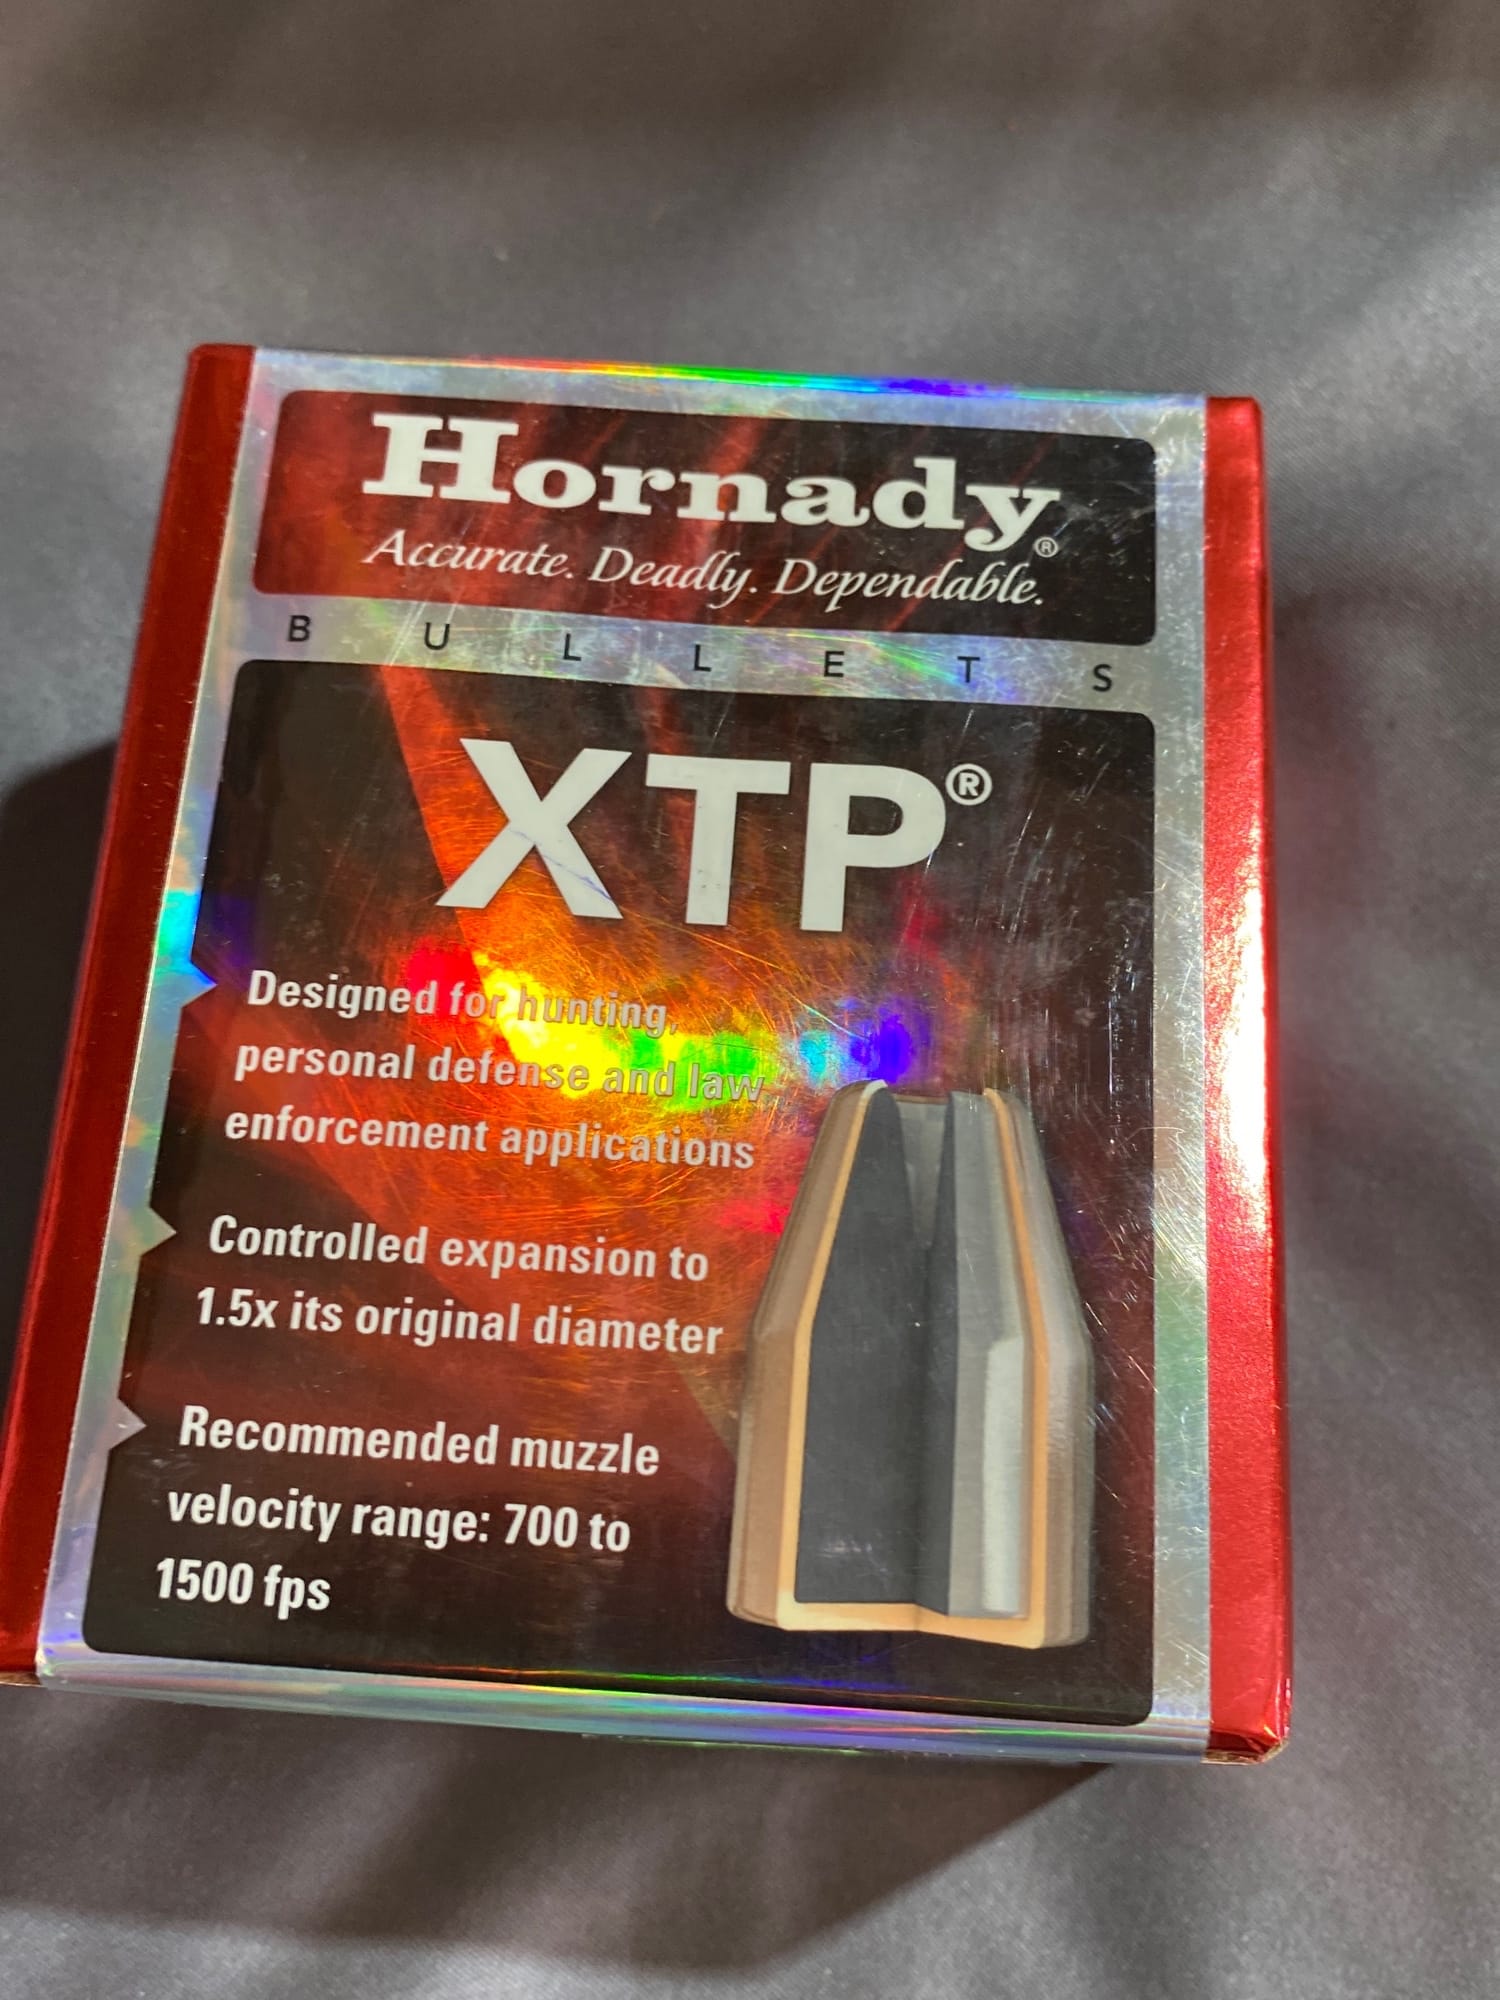 Hornady®
Accurate. Deadly. Dependable.
BULLETS
XTP®
Designed for hunting,
personal defense and law
enforcement applications
Controlled expansion to
1.5x its original diameter
Recommended muzzle
velocity range: 700 to
1500 fps